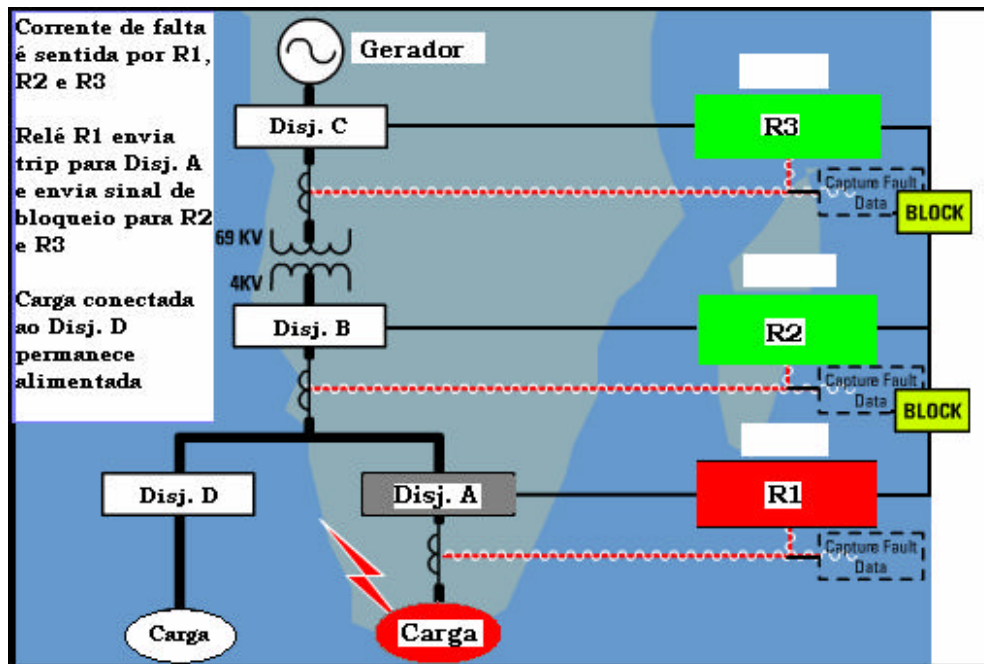 Corrente de falta
é sentida por R1,
R2 e R3
Relé R1 envia
trip para Disj. A
e envia sinal de
bloqueio para R2
e R3
Carga conectada
ao Disj. D
permanece
alimentada
Gerador
Disj. C
R3
Capture Fault
Data
BLOCK
69 KV
4KV
Disj. B
R2
Capture Fault
Data
BLOCK
Disj. D
Disj. A
R1
Capture Fault
Data
Carga
Carga